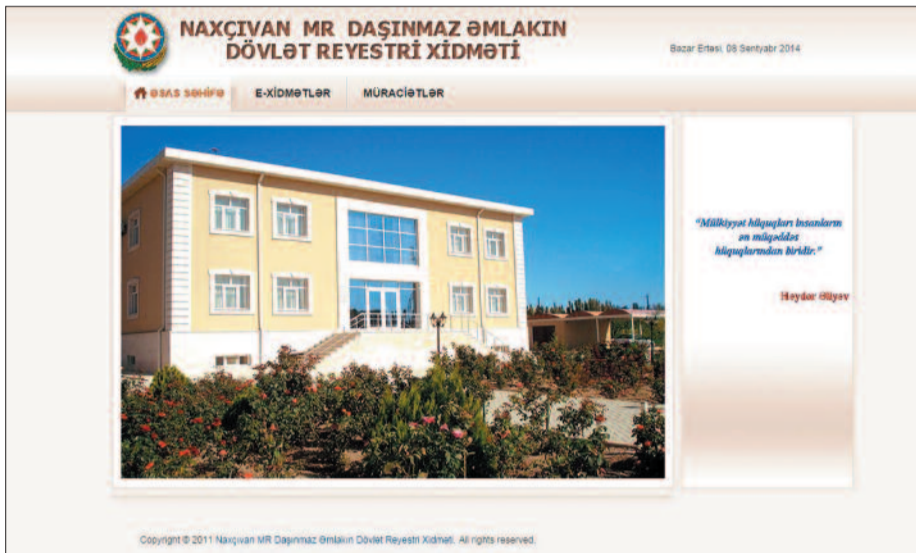 NAXÇIVAN MR DAŞINMAZ ƏMLAKIN
DÖVLƏT REYESTRİ XİDMƏTİ
Bazar Ertəsi, 08 Sentyabr 2014
ƏSAS SƏHİFƏ E-XİDMƏTLƏR MÜRACİƏTLƏR
"Mülkiyyət hüquqları insanların
ən müqəddəs
hüquqlarından biridir."
Heydər Əliyev
Copyright © 2011 Naxçıvan MR Daşınmaz Əmlakın Dövlət Reyestri Xidməti. All rights reserved.